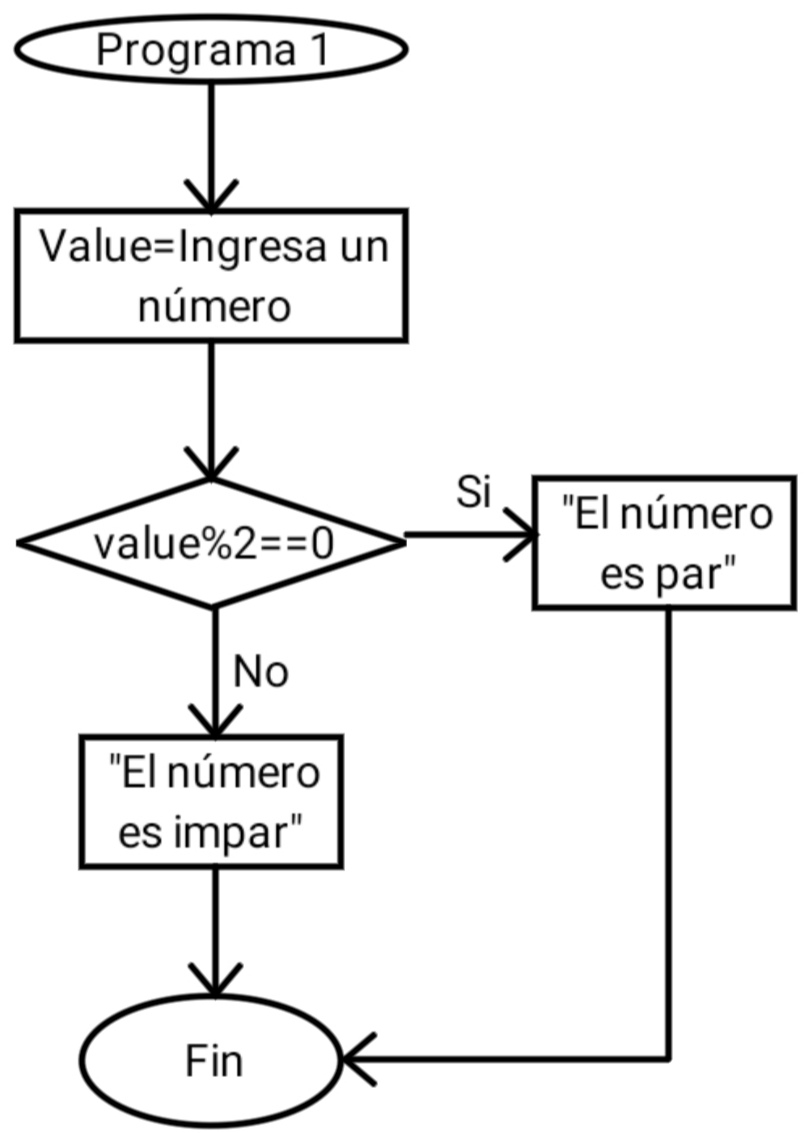 Programa 1
Value=Ingresa un
número
value%2==0
Si
"El número
es par"
No
"El número
es impar"
Fin